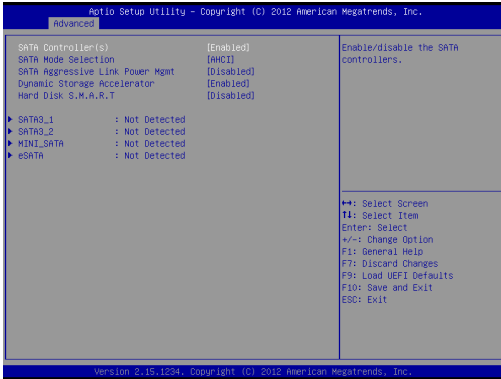 Aptio Setup Utility – Copyright (C) 2012 American Megatrends, Inc.
Advanced
SATA Controller(s) [Enabled]
SATA Mode Selection [AHCI]
SATA Aggressive Link Power Mgmt [Disabled]
Dynamic Storage Accelerator [Enabled]
Hard Disk S.M.A.R.T [Disabled]
SATA3_1 : Not Detected
SATA3_2 : Not Detected
MINI_SATA : Not Detected
eSATA : Not Detected
Enable/disable the SATA
controllers.
↔: Select Screen
↑↓: Select Item
Enter: Select
+/-: Change Option
F1: General Help
F7: Discard Changes
F9: Load UEFI Defaults
F10: Save and Exit
ESC: Exit
Version 2.15.1234. Copyright (C) 2012 American Megatrends, Inc.